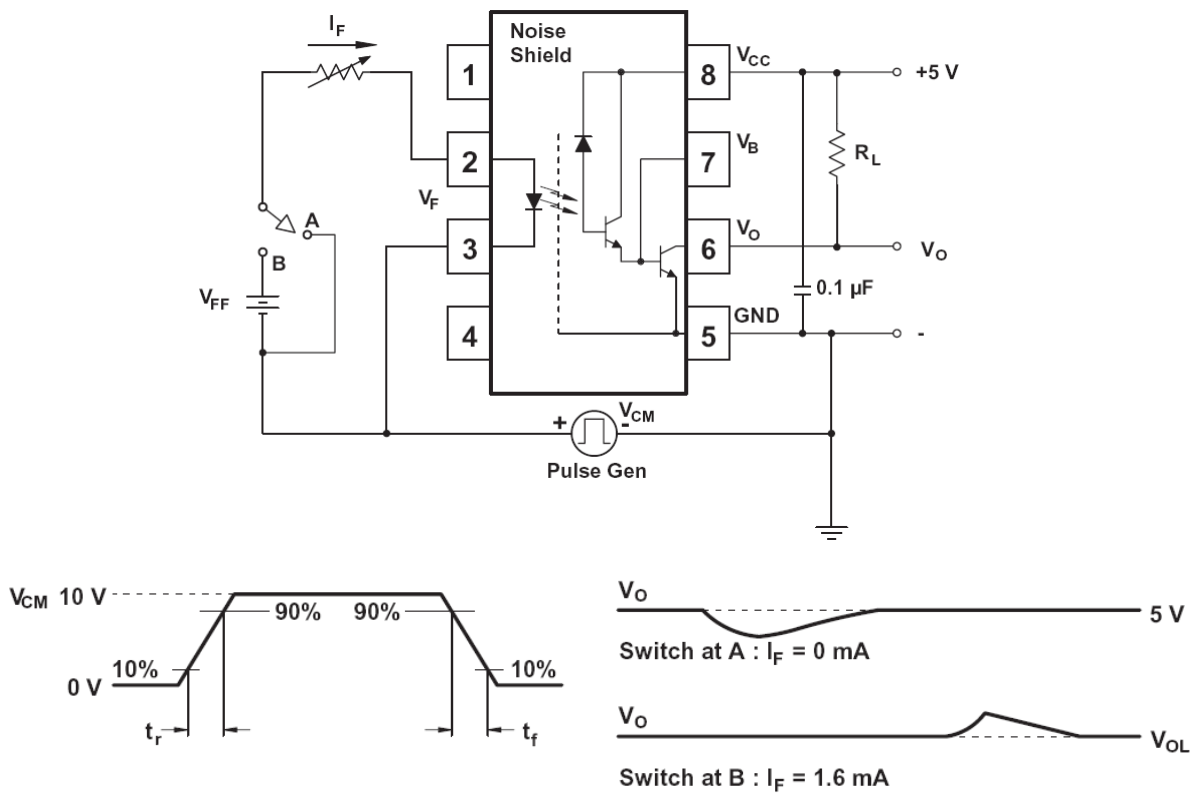 I_F
Noise
Shield
1
8
V_CC
+5 V
2
7
V_B
R_L
V_F
A
3
6
V_O
V_O
B
V_FF
0.1 µF
4
5
GND
-
+
V_CM
-
Pulse Gen
V_CM 10 V
90%
90%
10%
10%
0 V
t_r
t_f
V_O
5 V
Switch at A : I_F = 0 mA
V_O
V_OL
Switch at B : I_F = 1.6 mA